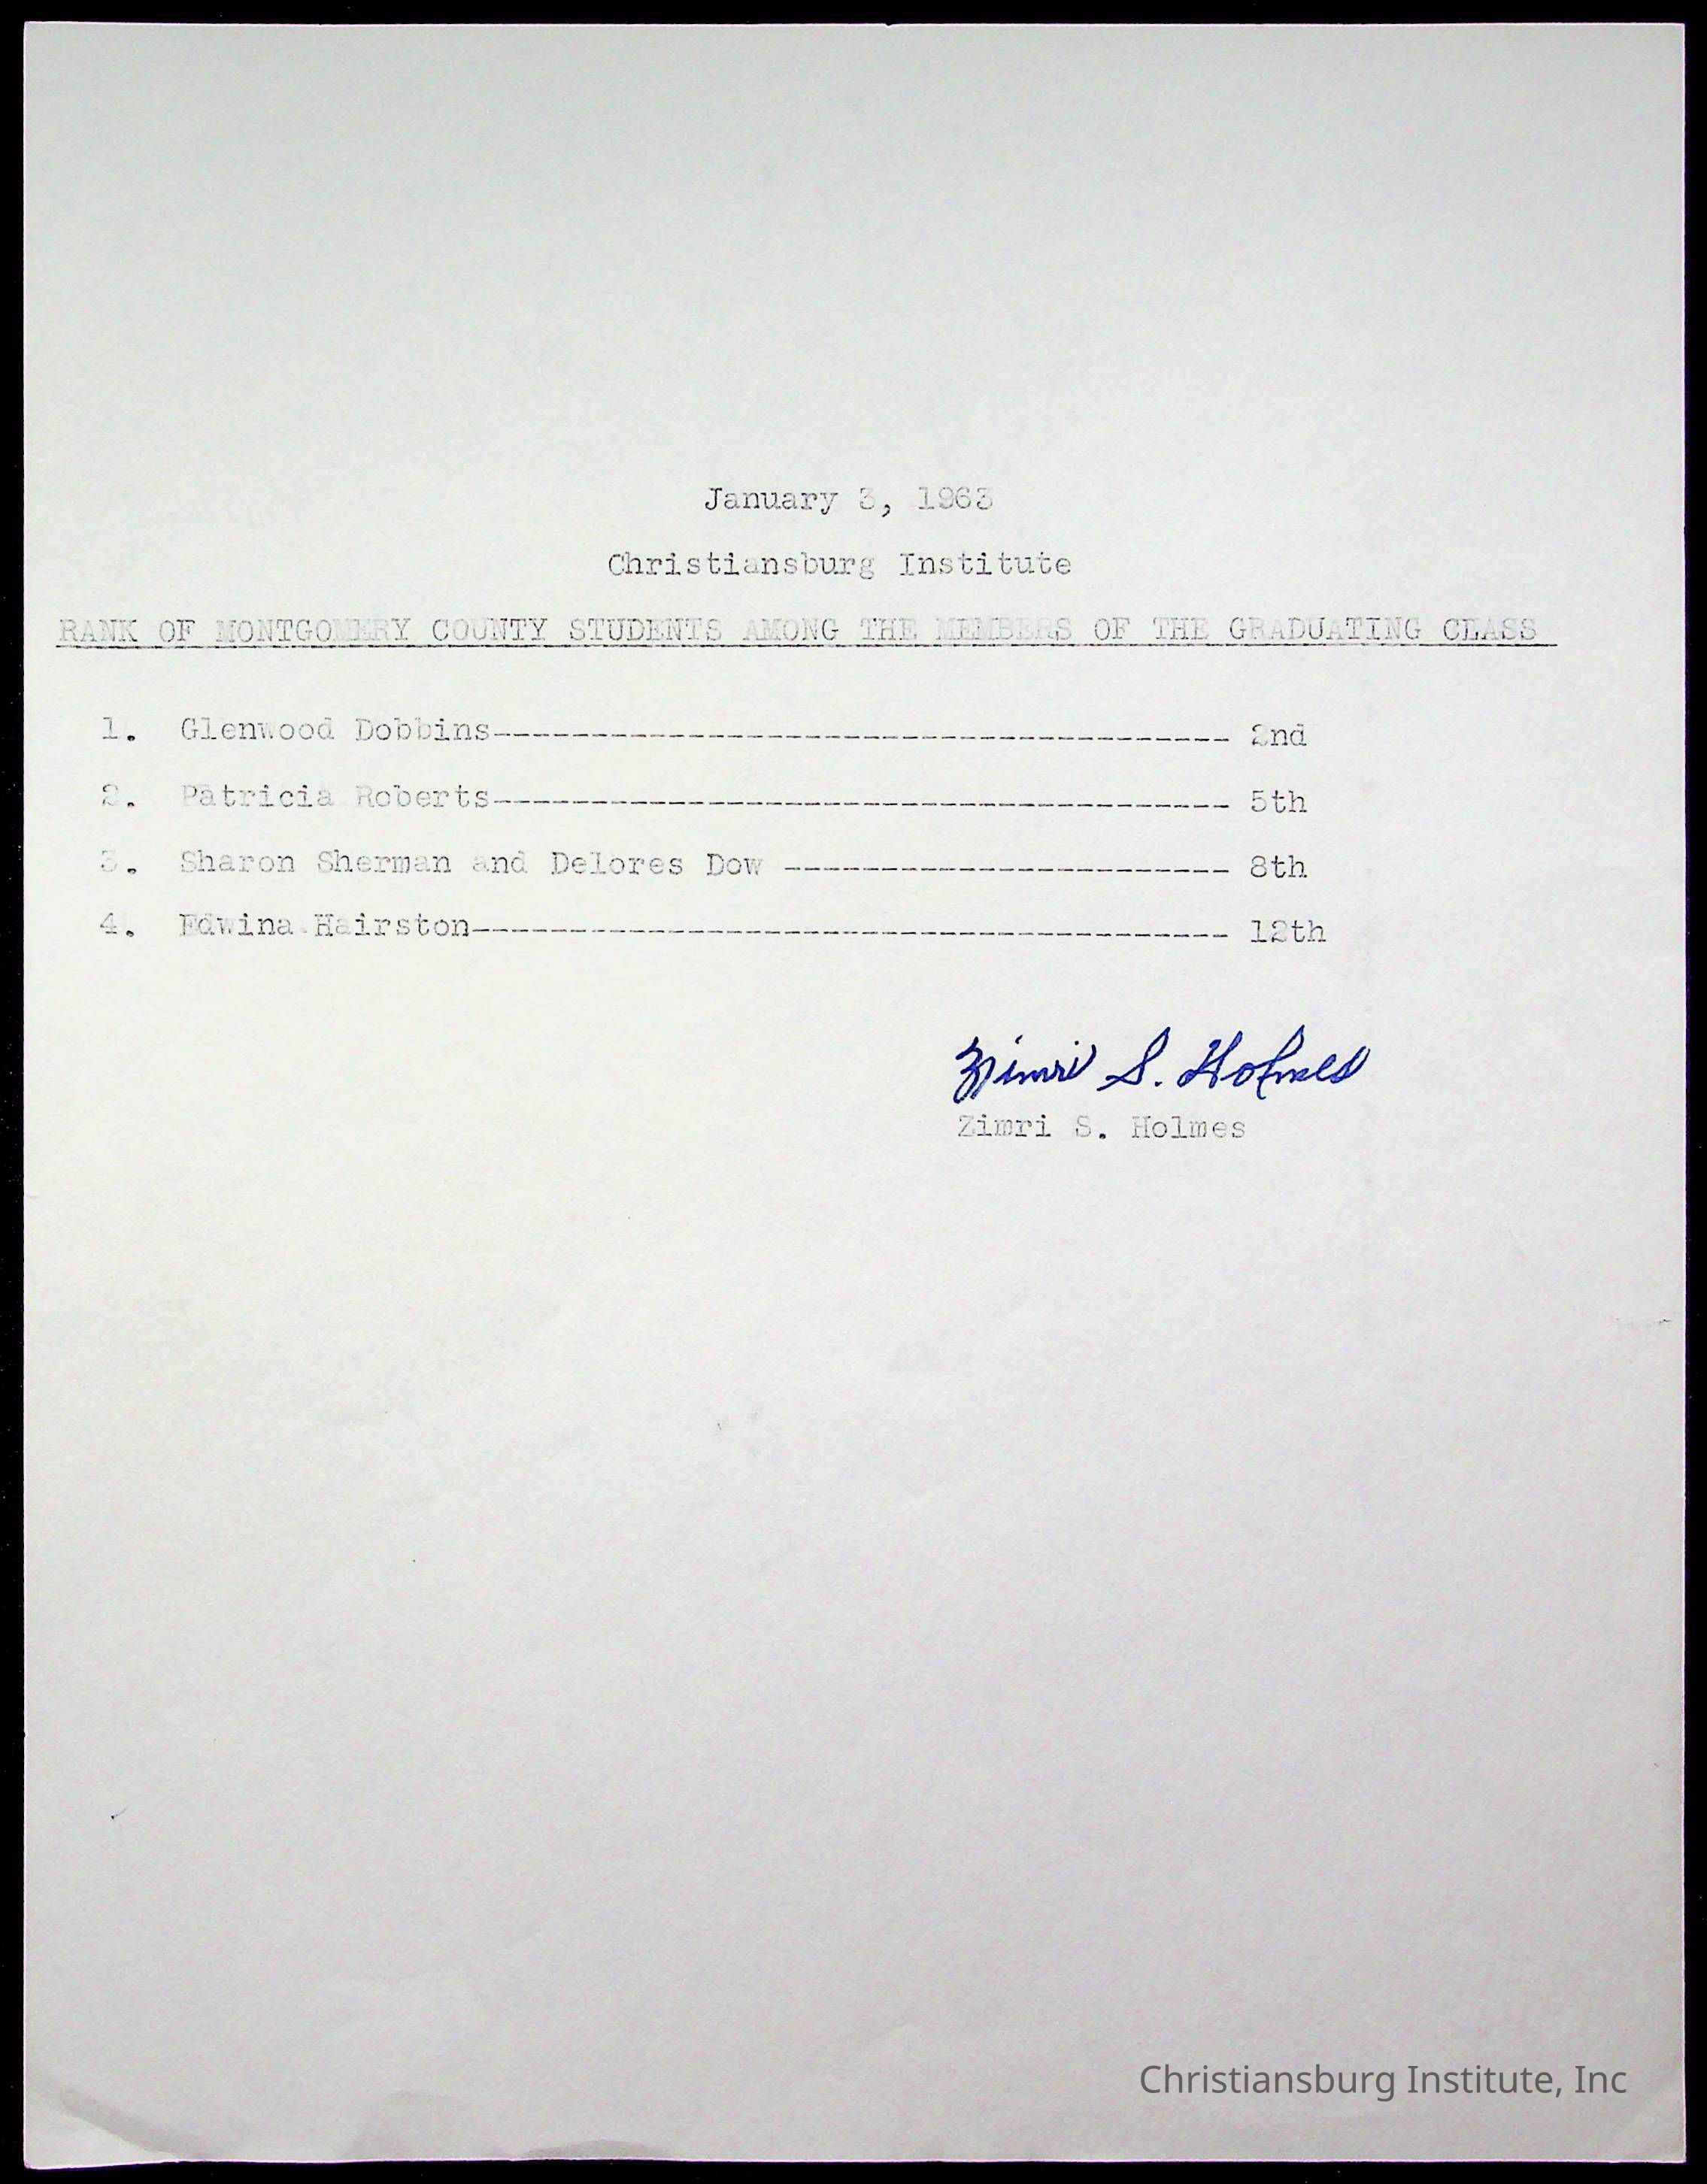 January 3, 1963
Christiansburg Institute
RANK OF MONTGOMERY COUNTY STUDENTS AMONG THE MEMBERS OF THE GRADUATING CLASS
1. Glenwood Dobbins-------------------------------------- 2nd
2. Patricia Roberts-------------------------------------- 5th
3. Sharon Sherman and Delores Dow ----------------------- 8th
4. Edwina Hairston--------------------------------------- 12th
Zimri S. Holmes
Zimri S. Holmes
Christiansburg Institute, Inc